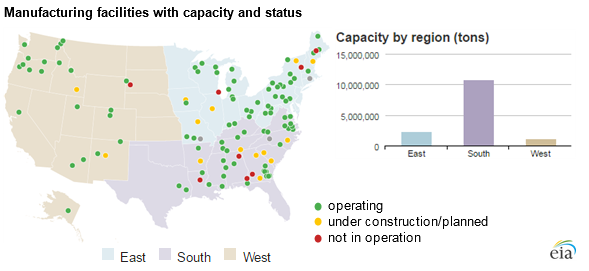 Manufacturing facilities with capacity and status
Capacity by region (tons)
15,000,000
10,000,000
5,000,000
0
East South West
operating
under construction/planned
not in operation
East South West
eia